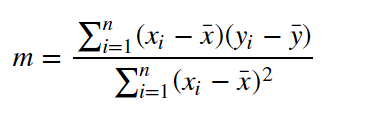 m = \frac{\sum_{i=1}^{n} (x_i - \bar{x})(y_i - \bar{y})}{\sum_{i=1}^{n} (x_i - \bar{x})^2}